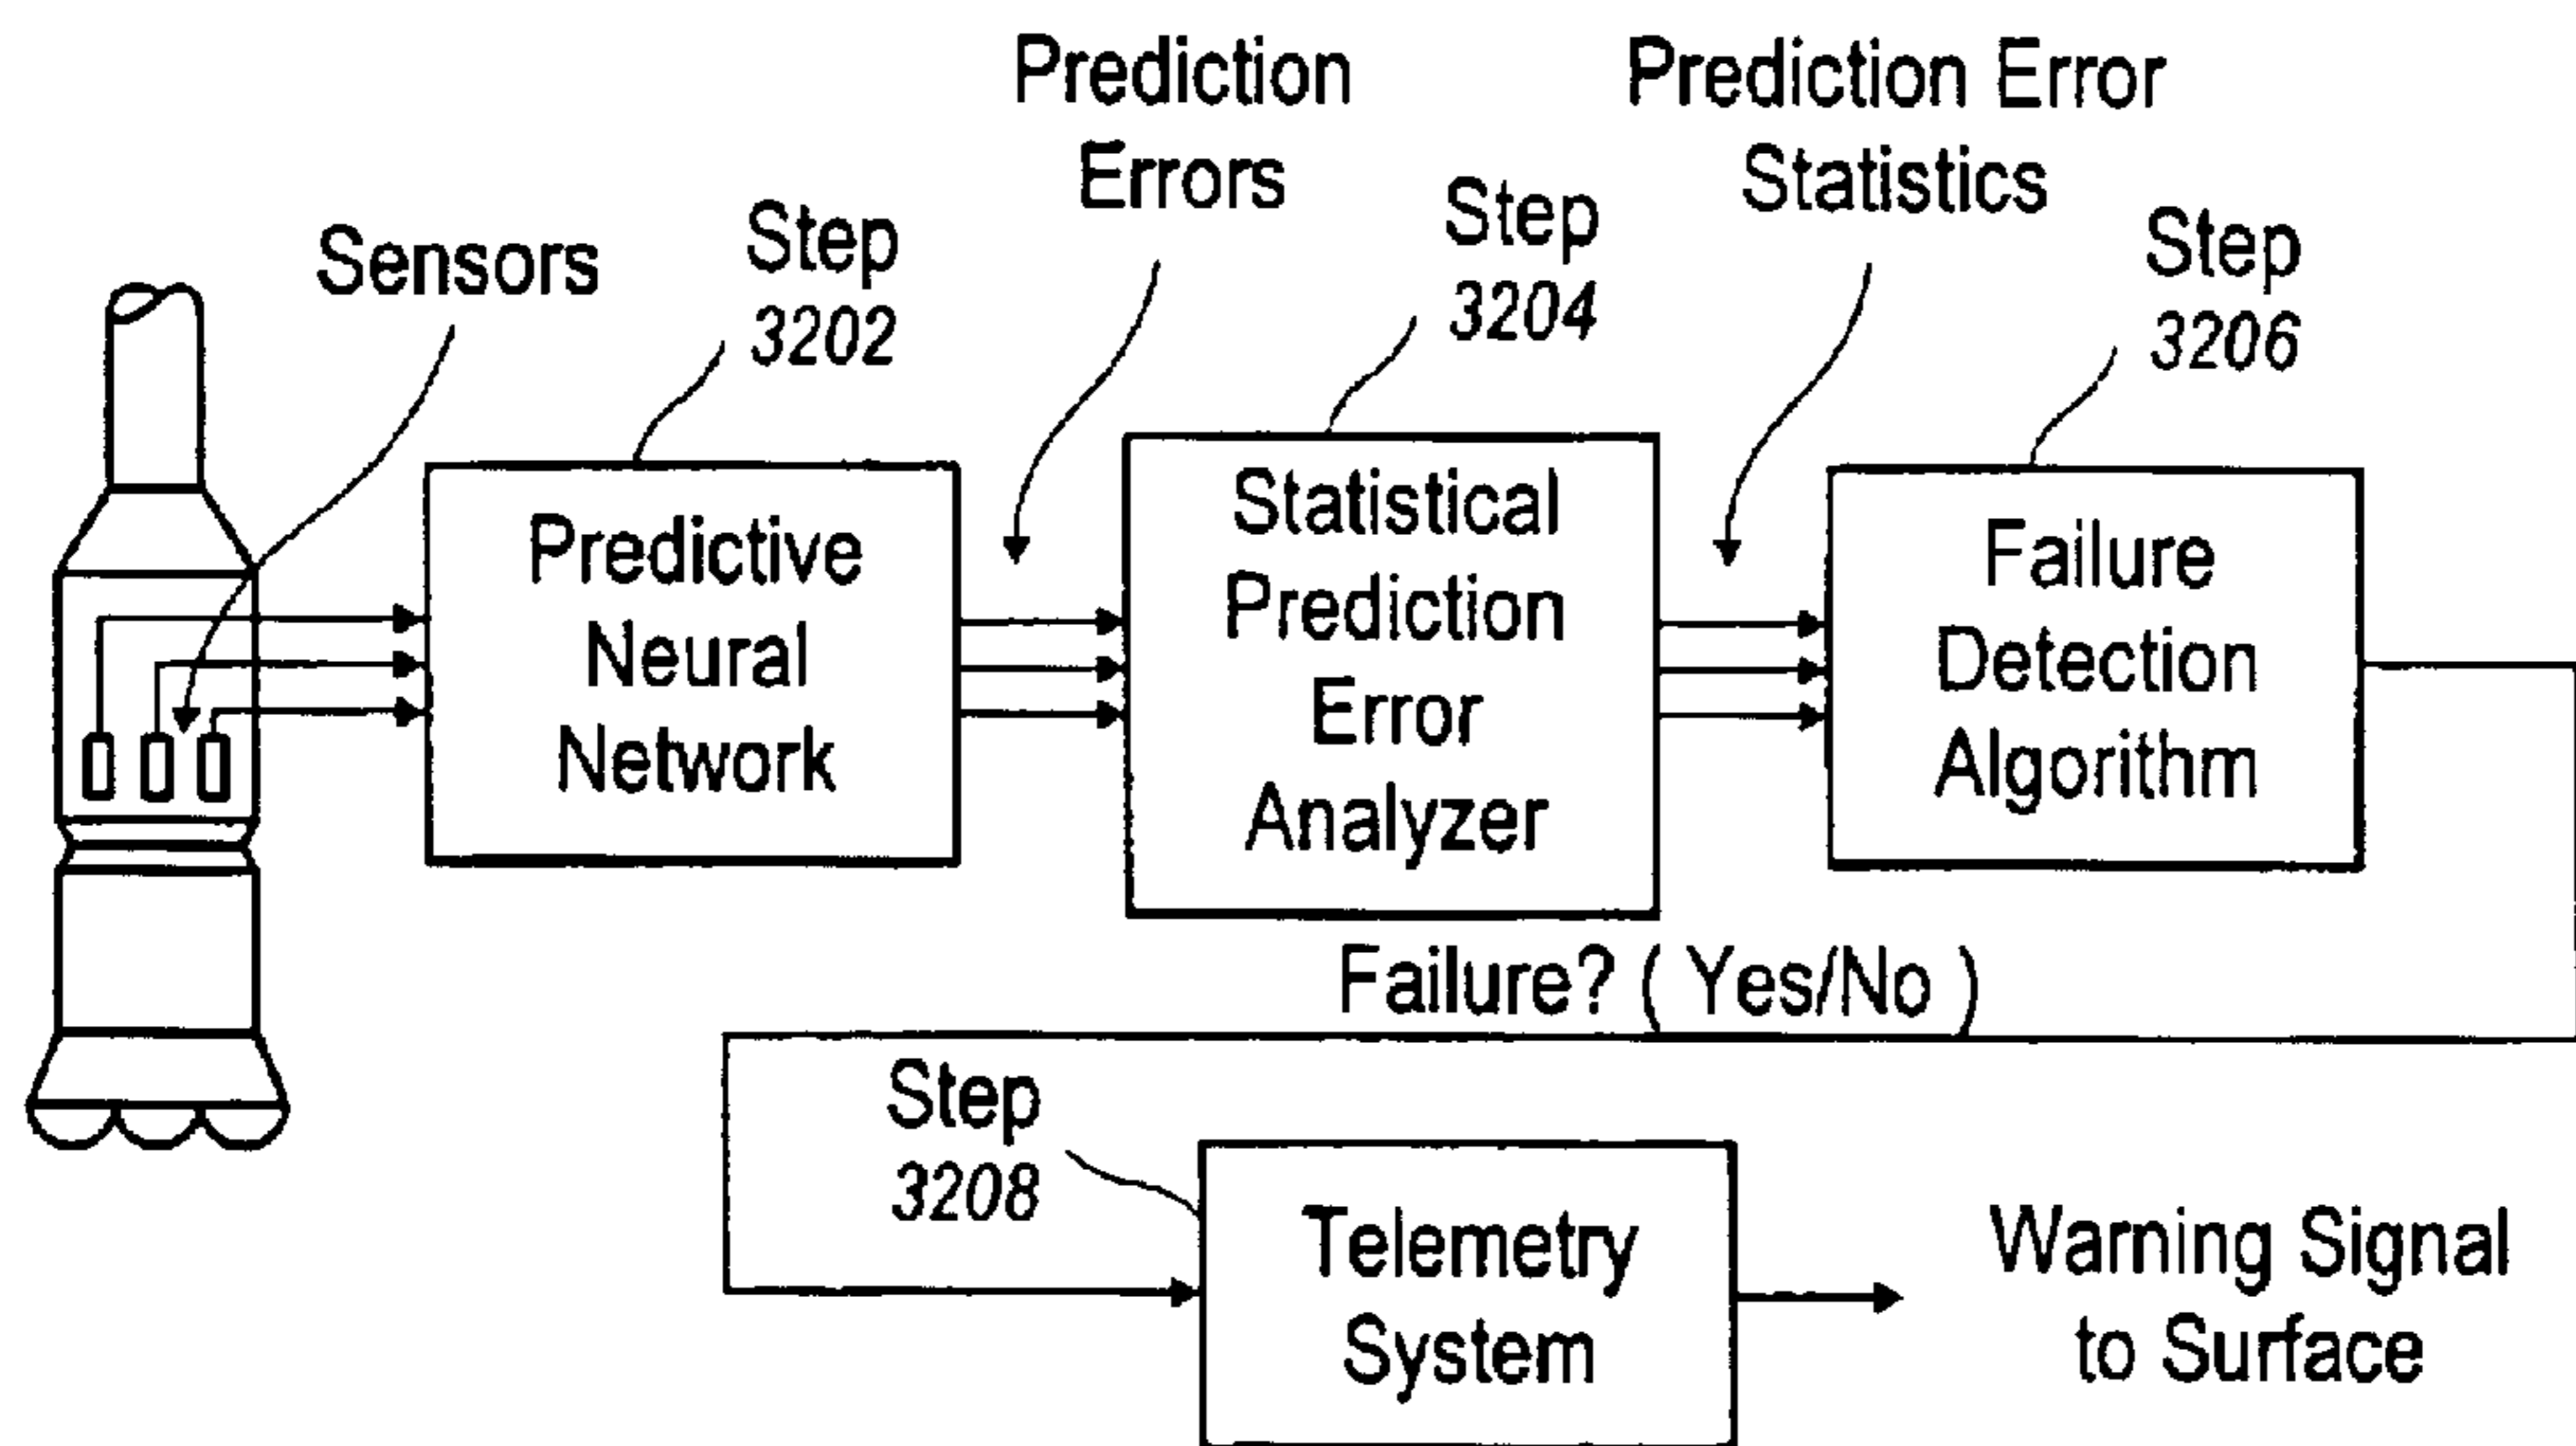 Prediction
Errors
Prediction Error
Statistics
Sensors
Step
3202
Step
3204
Step
3206
Predictive
Neural
Network
Statistical
Prediction
Error
Analyzer
Failure
Detection
Algorithm
Failure? ( Yes/No )
Step
3208
Telemetry
System
Warning Signal
to Surface